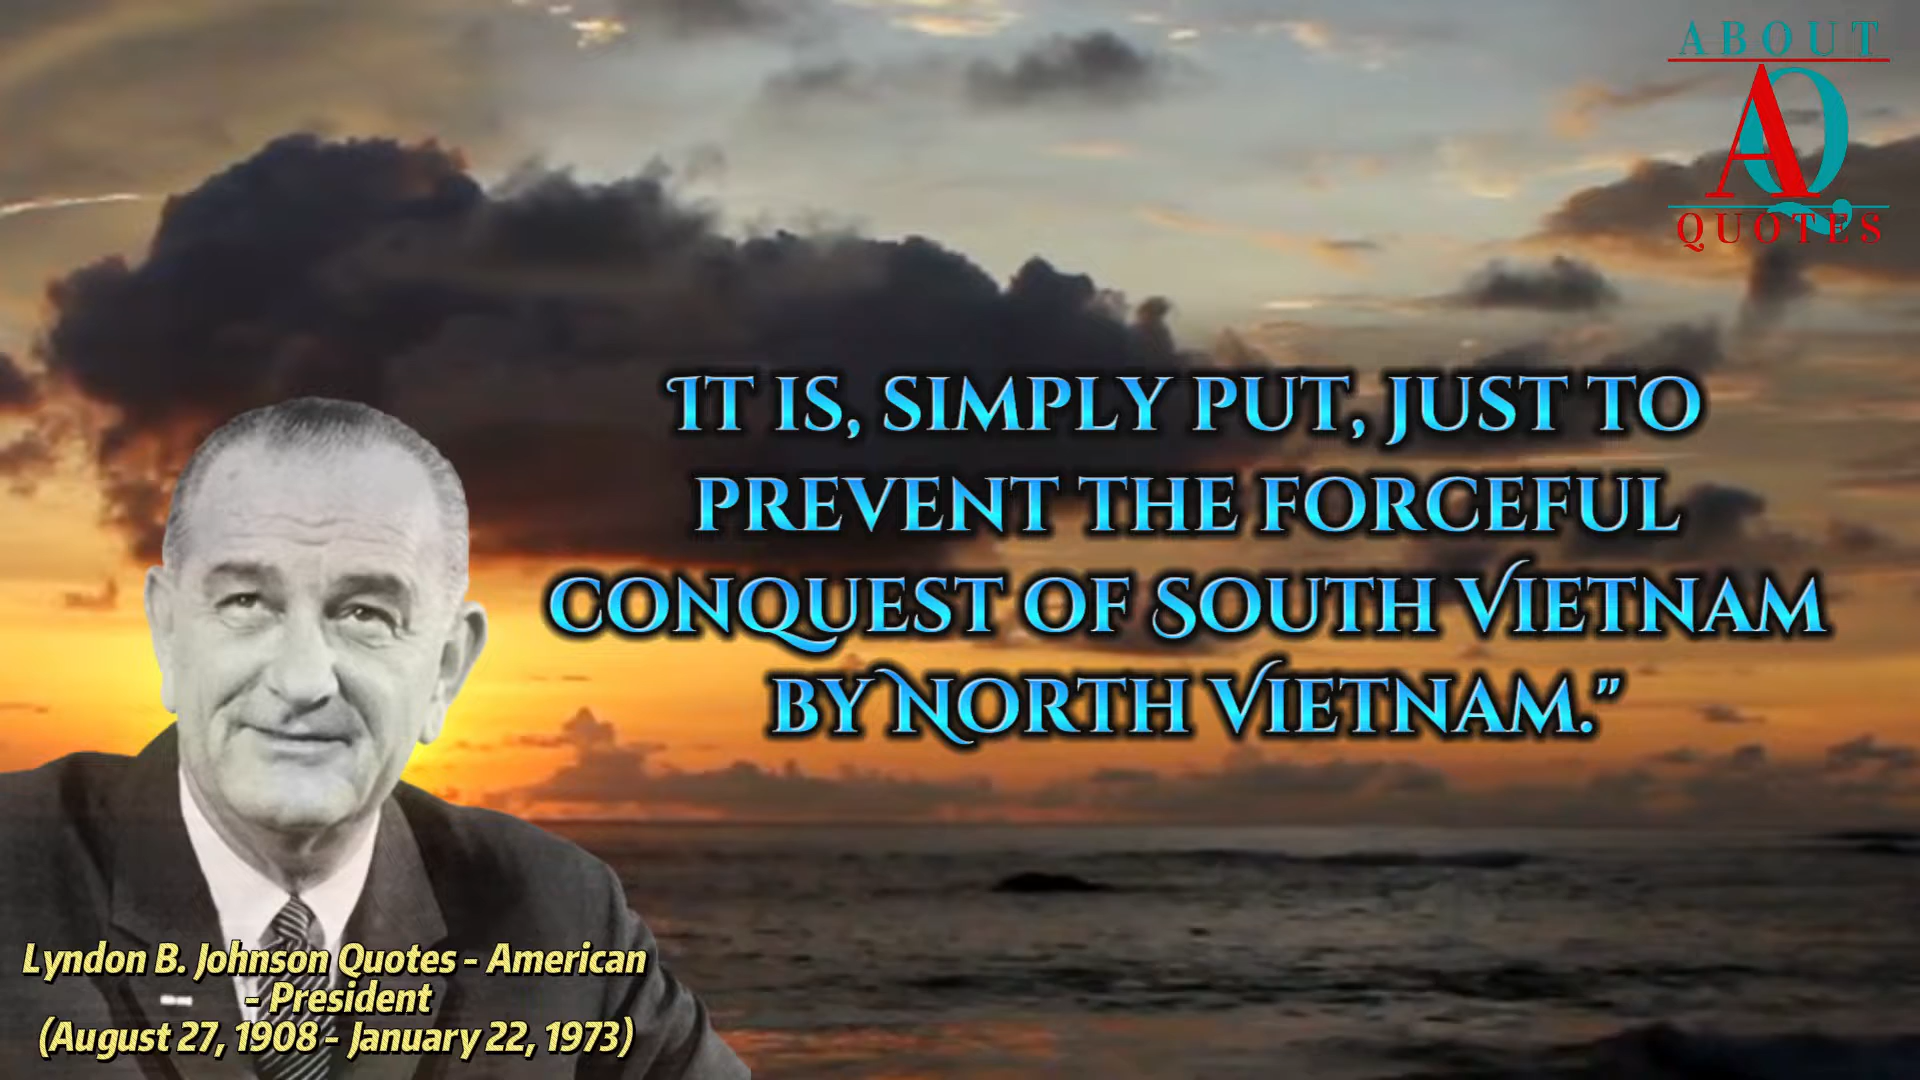 ABOUT
AQ
QUOTES
It is, simply put, just to
prevent the forceful
conquest of South Vietnam
by North Vietnam."
Lyndon B. Johnson Quotes - American
- President
(August 27, 1908 - January 22, 1973)